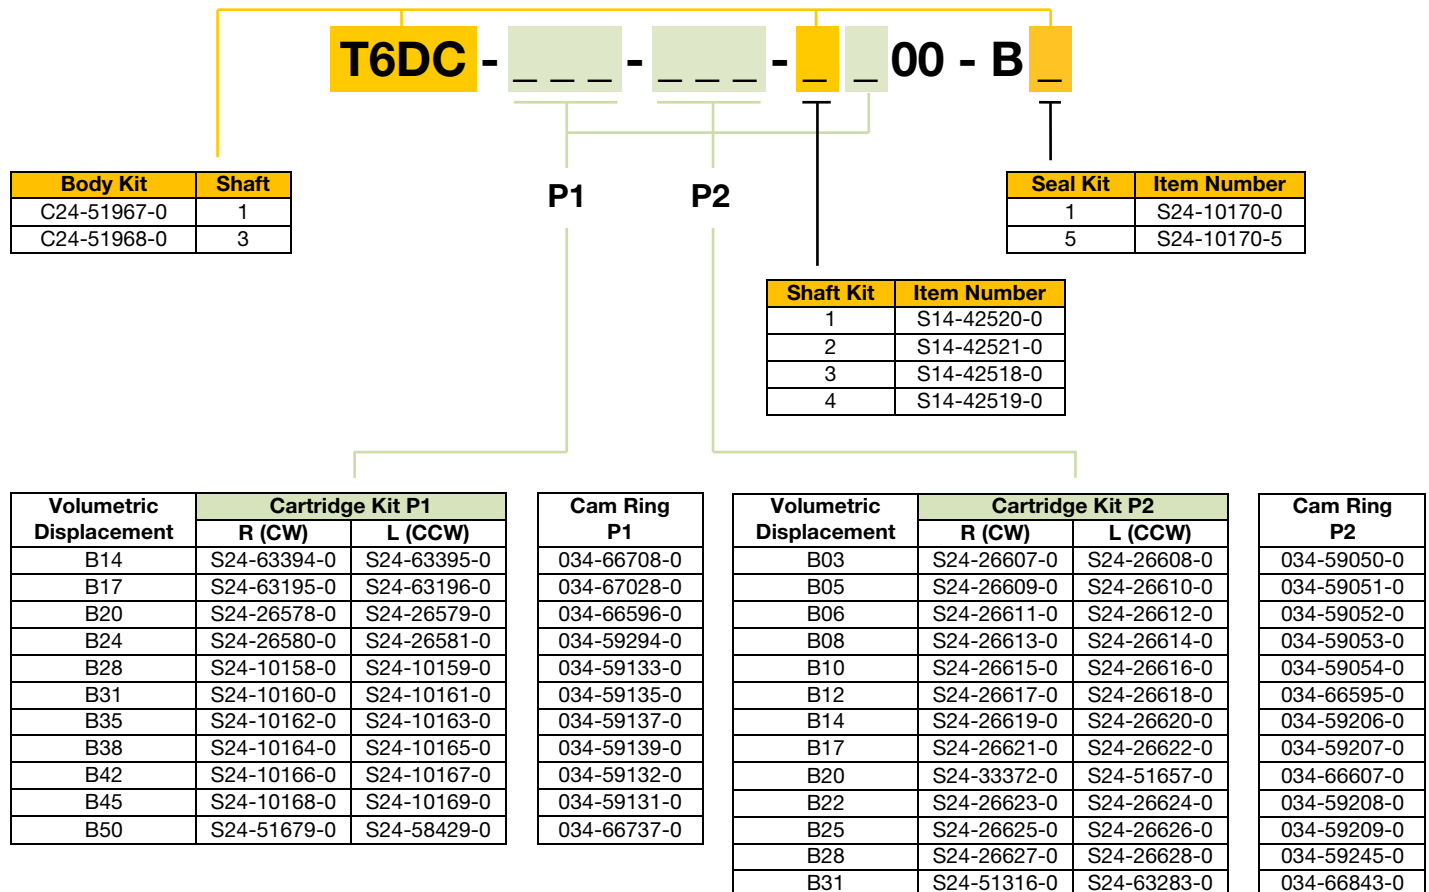 T6DC - _ _ _ - _ _ _ - _ _ 00 - B _
Body Kit Shaft
C24-51967-0 1
C24-51968-0 3
P1 P2
Seal Kit Item Number
1 S24-10170-0
5 S24-10170-5
Shaft Kit Item Number
1 S14-42520-0
2 S14-42521-0
3 S14-42518-0
4 S14-42519-0
Volumetric Displacement Cartridge Kit P1
R (CW) L (CCW)
B14 S24-63394-0 S24-63395-0
B17 S24-63195-0 S24-63196-0
B20 S24-26578-0 S24-26579-0
B24 S24-26580-0 S24-26581-0
B28 S24-10158-0 S24-10159-0
B31 S24-10160-0 S24-10161-0
B35 S24-10162-0 S24-10163-0
B38 S24-10164-0 S24-10165-0
B42 S24-10166-0 S24-10167-0
B45 S24-10168-0 S24-10169-0
B50 S24-51679-0 S24-58429-0
Cam Ring
P1
034-66708-0
034-67028-0
034-66596-0
034-59294-0
034-59133-0
034-59135-0
034-59137-0
034-59139-0
034-59132-0
034-59131-0
034-66737-0
Volumetric Displacement Cartridge Kit P2
R (CW) L (CCW)
B03 S24-26607-0 S24-26608-0
B05 S24-26609-0 S24-26610-0
B06 S24-26611-0 S24-26612-0
B08 S24-26613-0 S24-26614-0
B10 S24-26615-0 S24-26616-0
B12 S24-26617-0 S24-26618-0
B14 S24-26619-0 S24-26620-0
B17 S24-26621-0 S24-26622-0
B20 S24-33372-0 S24-51657-0
B22 S24-26623-0 S24-26624-0
B25 S24-26625-0 S24-26626-0
B28 S24-26627-0 S24-26628-0
B31 S24-51316-0 S24-63283-0
Cam Ring
P2
034-59050-0
034-59051-0
034-59052-0
034-59053-0
034-59054-0
034-66595-0
034-59206-0
034-59207-0
034-66607-0
034-59208-0
034-59209-0
034-59245-0
034-66843-0